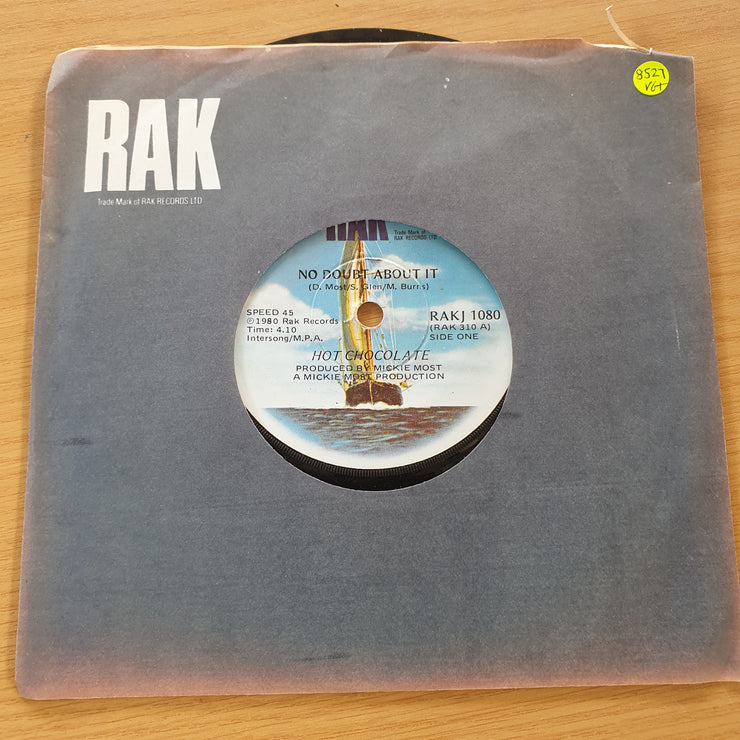 RAK
Trade Mark of RAK RECORDS LTD
8527
VG+
RAK
Trade Mark of
RAK RECORDS LTD
NO DOUBT ABOUT IT
(D. Most/S. Glen/M. Burns)
SPEED 45
℗1980 Rak Records
Time: 4.10
Intersong/M.P.A.
RAKJ 1080
(RAK 310 A)
SIDE ONE
HOT CHOCOLATE
PRODUCED BY MICKIE MOST
A MICKIE MOST PRODUCTION